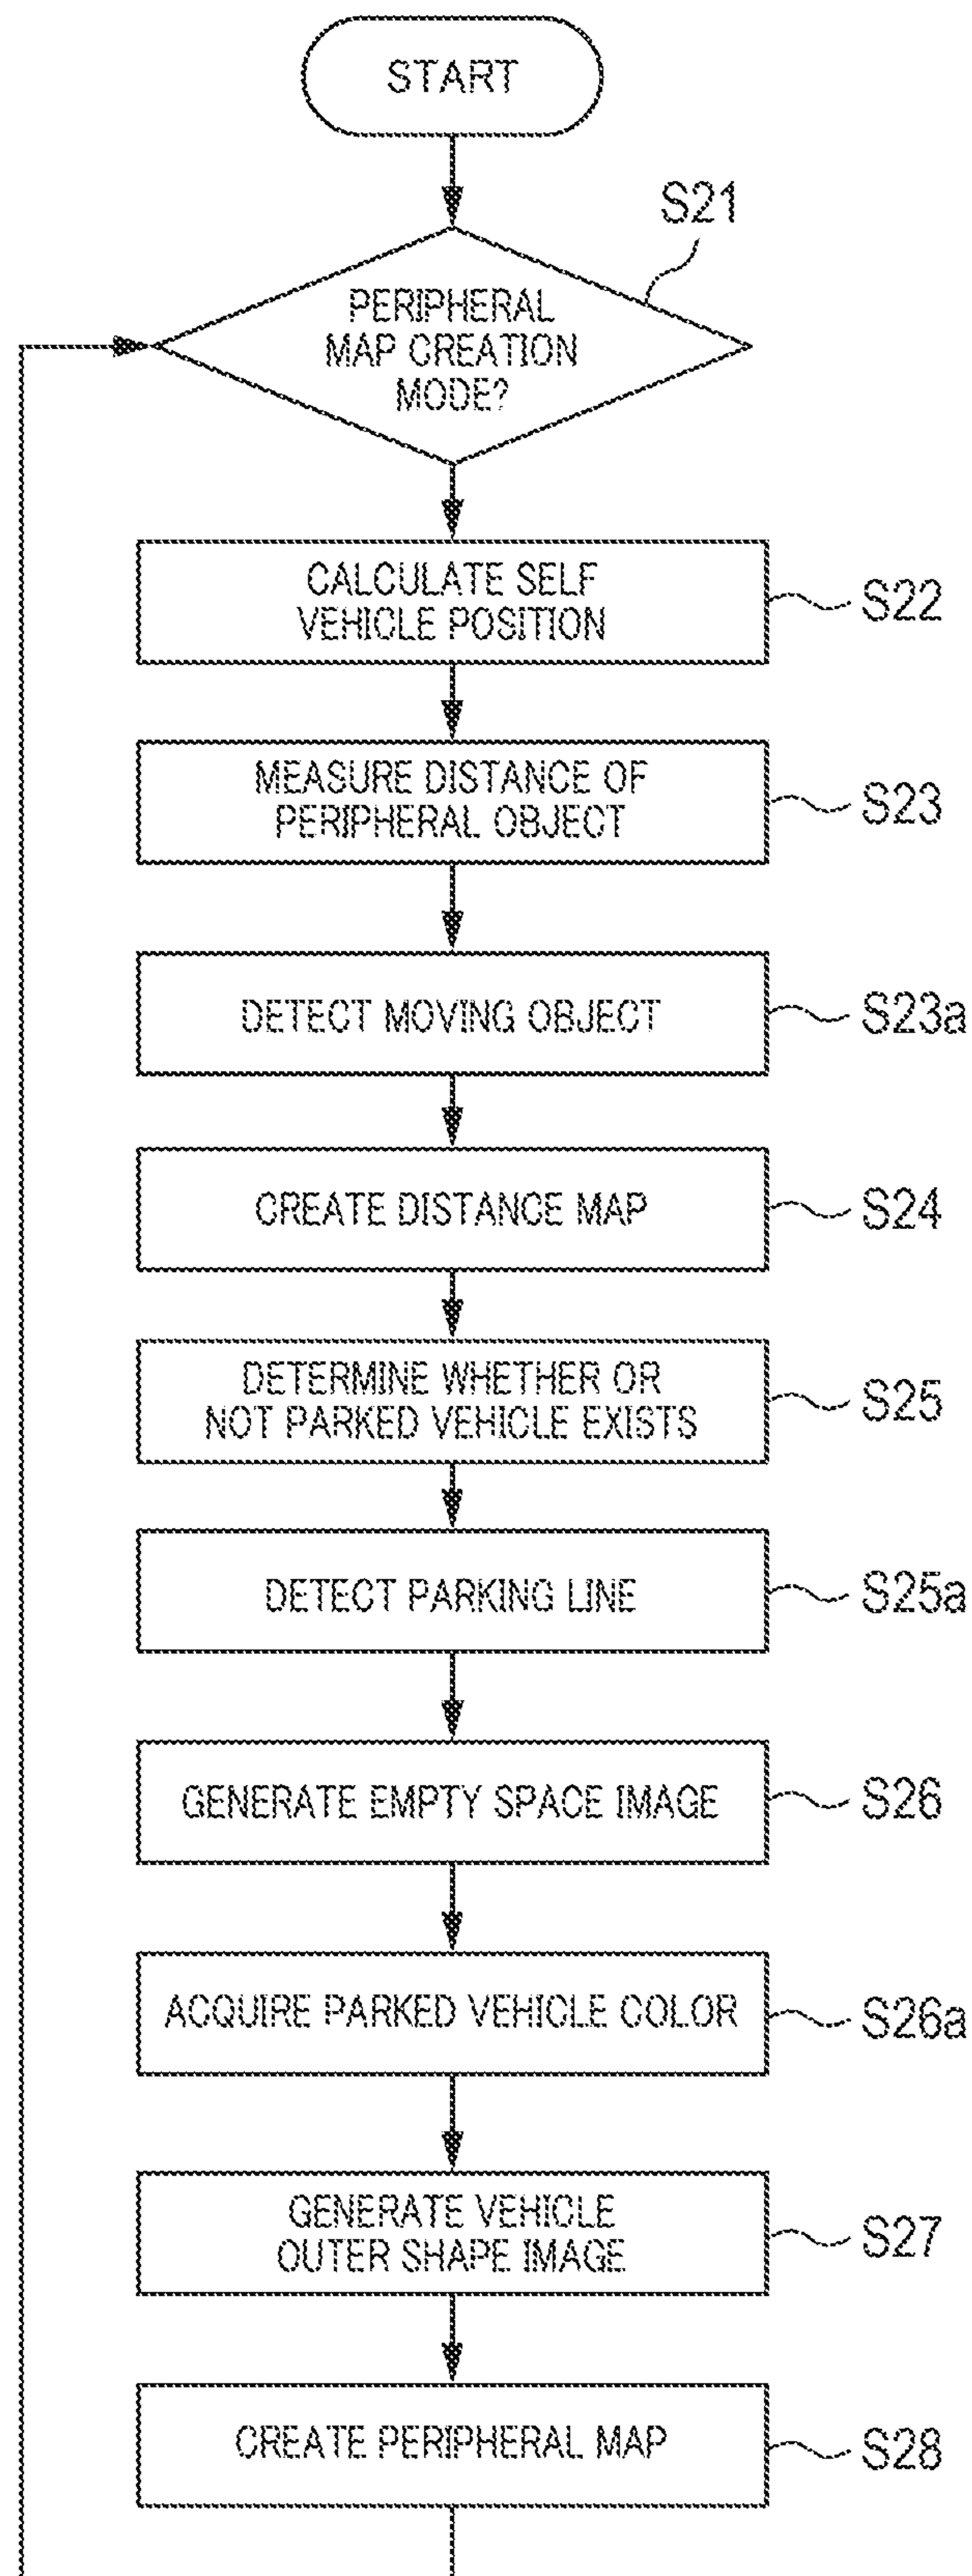 START
S21
PERIPHERAL
MAP CREATION
MODE?
CALCULATE SELF
VEHICLE POSITION
S22
MEASURE DISTANCE OF
PERIPHERAL OBJECT
S23
DETECT MOVING OBJECT
S23a
CREATE DISTANCE MAP
S24
DETERMINE WHETHER OR
NOT PARKED VEHICLE EXISTS
S25
DETECT PARKING LINE
S25a
GENERATE EMPTY SPACE IMAGE
S26
ACQUIRE PARKED VEHICLE COLOR
S26a
GENERATE VEHICLE
OUTER SHAPE IMAGE
S27
CREATE PERIPHERAL MAP
S28